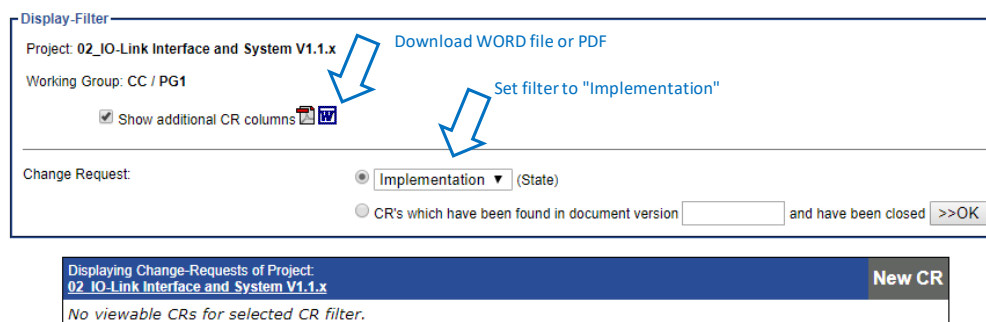 Display-Filter
Project: 02_IO-Link Interface and System V1.1.x
Download WORD file or PDF
Working Group: CC / PG1
Set filter to "Implementation"
Show additional CR columns
Change Request:
Implementation ▼ (State)
CR's which have been found in document version and have been closed >>OK
Displaying Change-Requests of Project:
02_IO-Link Interface and System V1.1.x
New CR
No viewable CRs for selected CR filter.